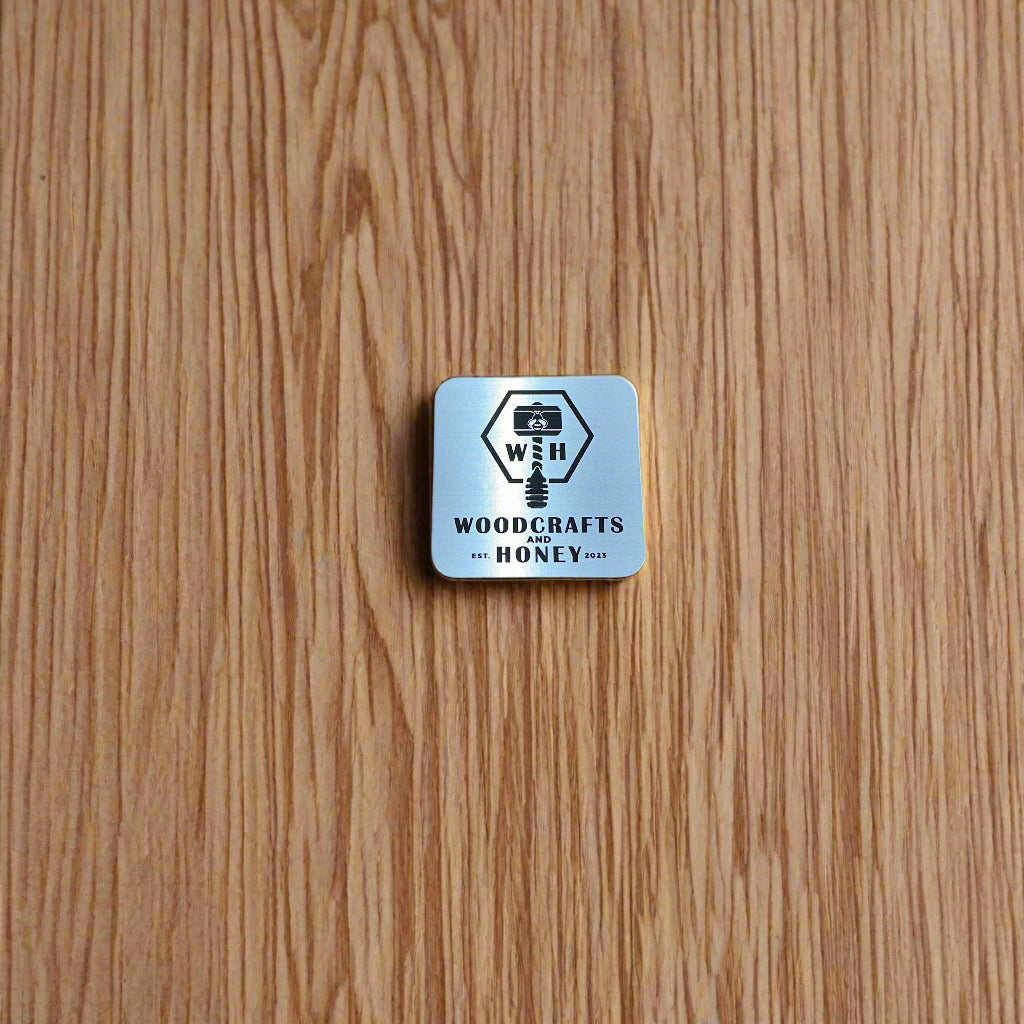 W H
WOODCRAFTS
AND
EST. HONEY 2023